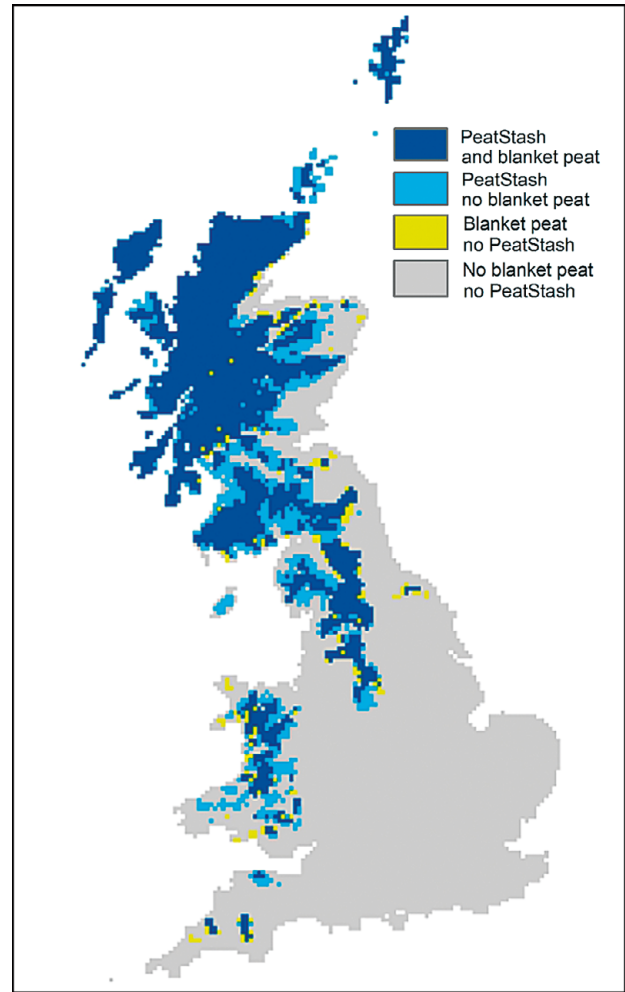 PeatStash
and blanket peat
PeatStash
no blanket peat
Blanket peat
no PeatStash
No blanket peat
no PeatStash